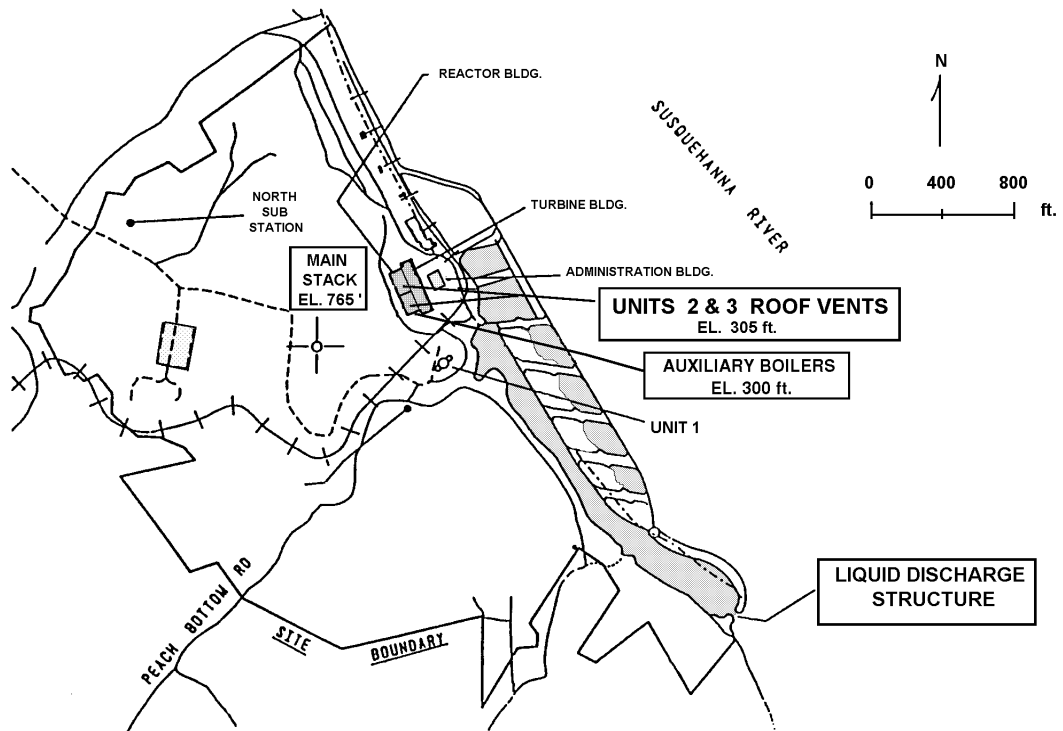 REACTOR BLDG.
N
SUSQUEHANNA
RIVER
0 400 800
ft.
NORTH
SUB
STATION
TURBINE BLDG.
MAIN
STACK
EL. 765 '
ADMINISTRATION BLDG.
UNITS 2 & 3 ROOF VENTS
EL. 305 ft.
AUXILIARY BOILERS
EL. 300 ft.
UNIT 1
LIQUID DISCHARGE
STRUCTURE
PEACH BOTTOM RD
SITE
BOUNDARY